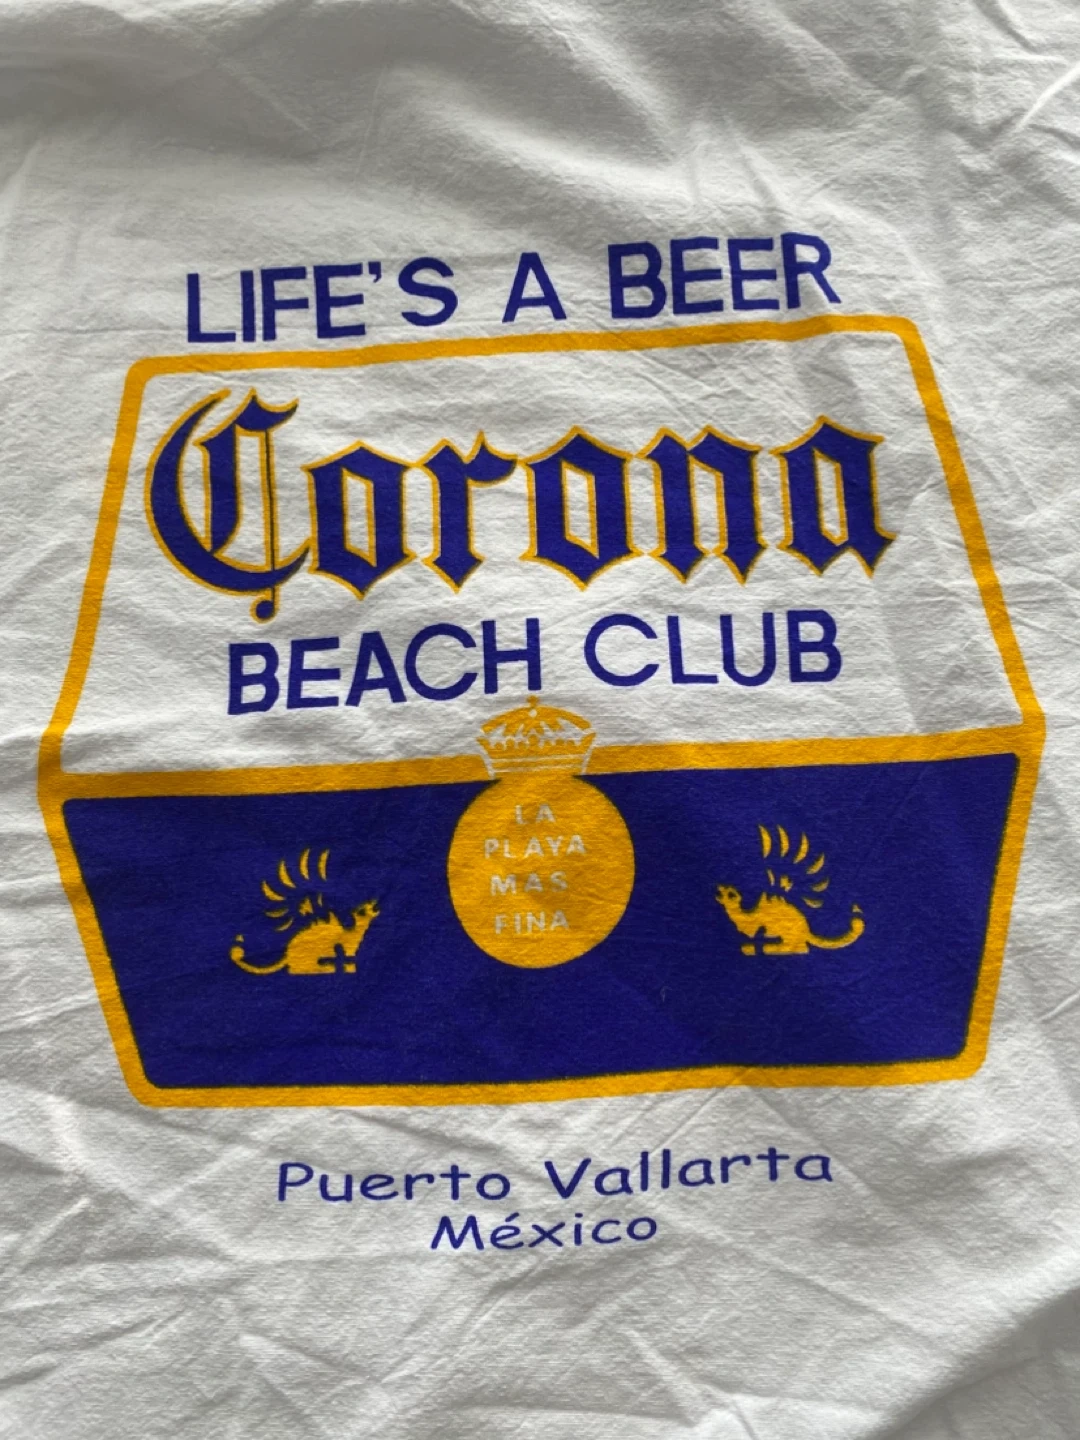 LIFE'S A BEER
Corona
BEACH CLUB
LA
PLAYA
MAS
FINA
Puerto Vallarta
México